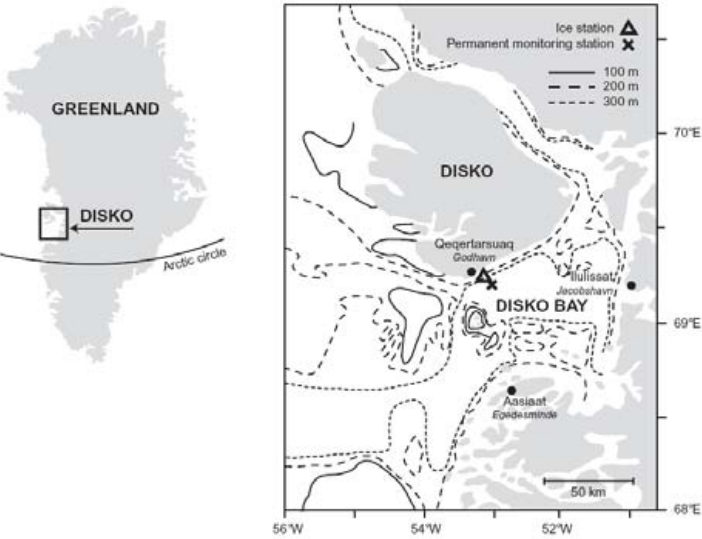 GREENLAND
DISKO
Arctic circle
Ice station
Permanent monitoring station
100 m
200 m
300 m
70°E
DISKO
Qeqertarsuaq
Godhavn
Ilulissat
Jacobshavn
DISKO BAY
69°E
Aasiaat
Egedesminde
50 km
68°E
56°W
54°W
52°W